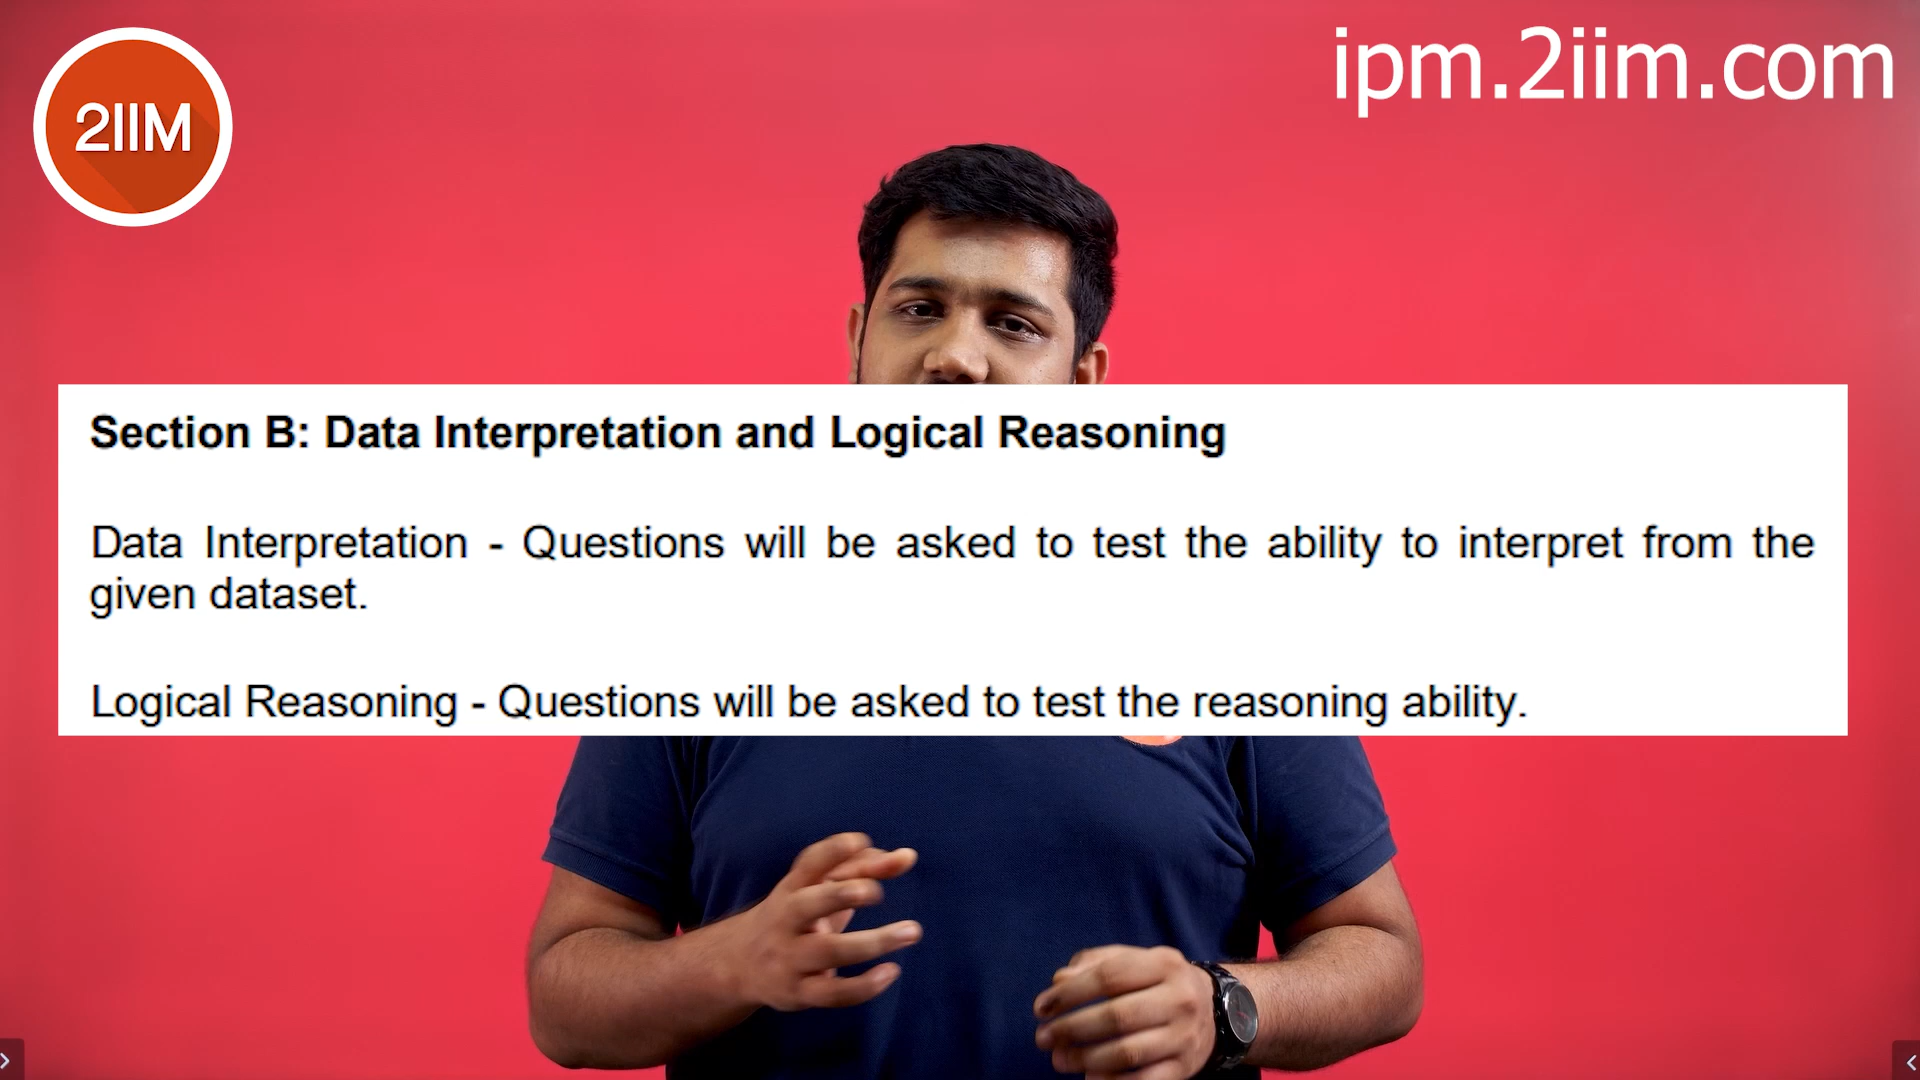 2IIM
ipm.2iim.com
Section B: Data Interpretation and Logical Reasoning
Data Interpretation - Questions will be asked to test the ability to interpret from the
given dataset.
Logical Reasoning - Questions will be asked to test the reasoning ability.